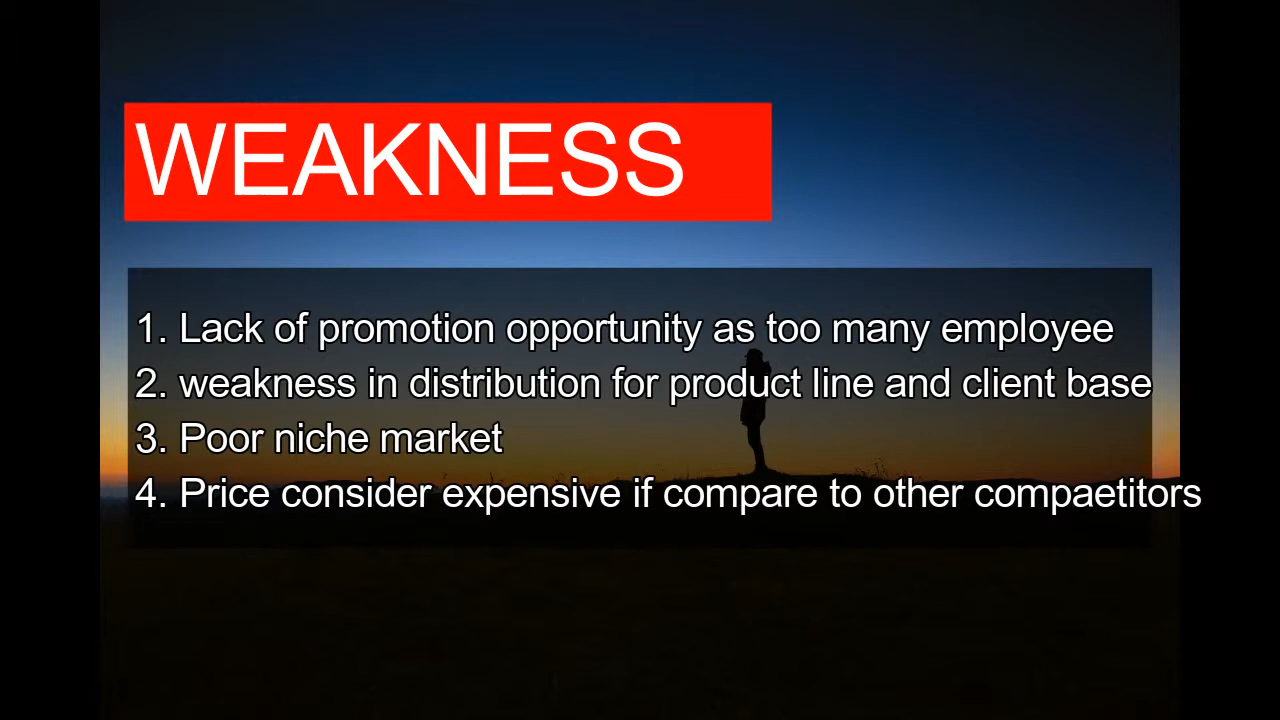 WEAKNESS
1. Lack of promotion opportunity as too many employee
2. weakness in distribution for product line and client base
3. Poor niche market
4. Price consider expensive if compare to other compaetitors